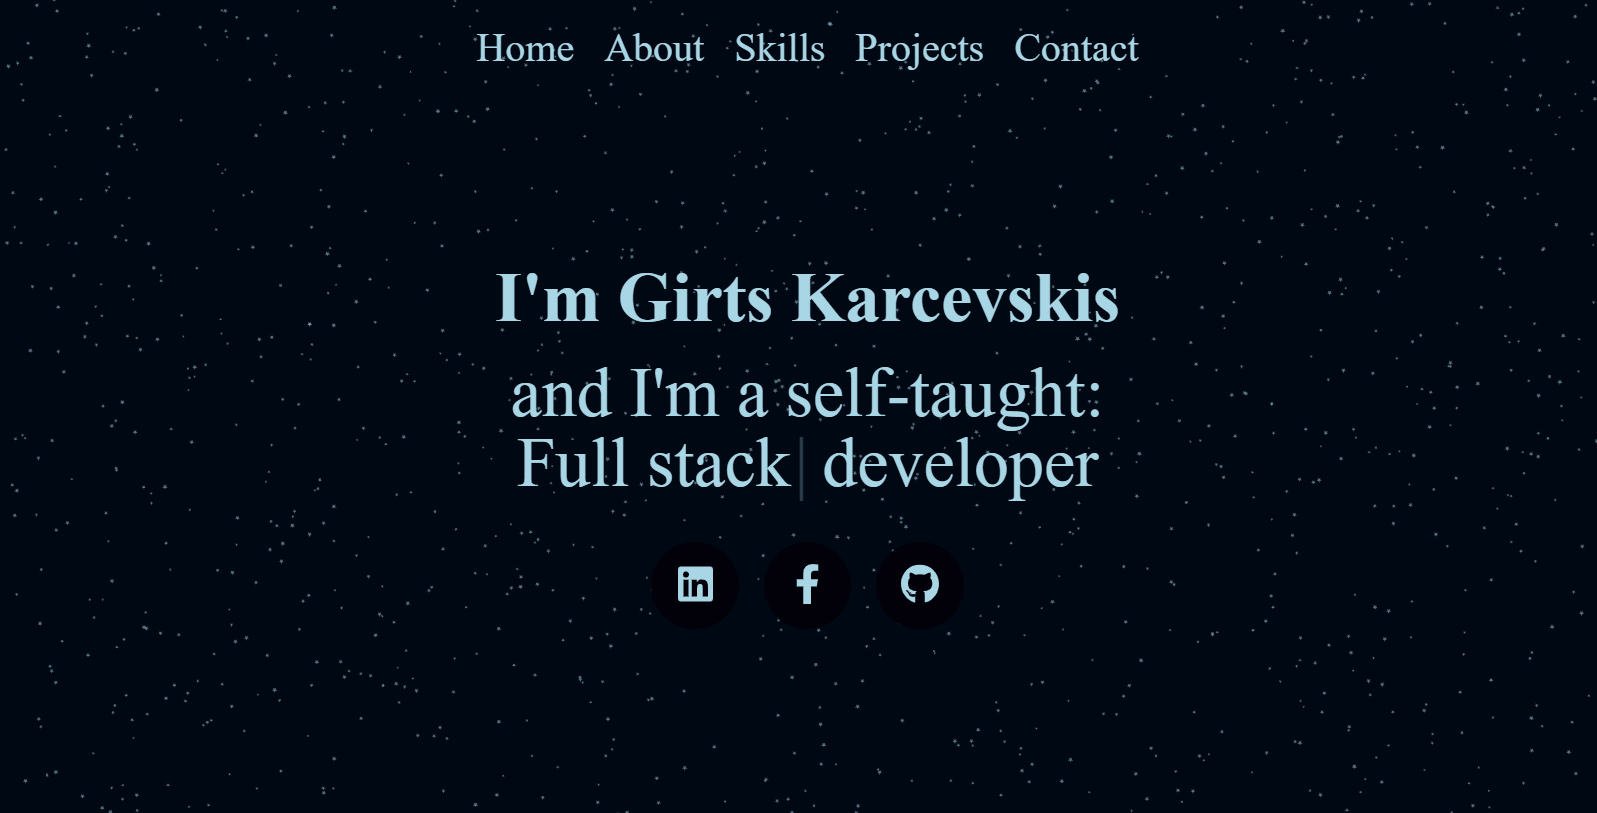 Home About Skills Projects Contact
I'm Girts Karcevskis
and I'm a self-taught:
Full stack| developer